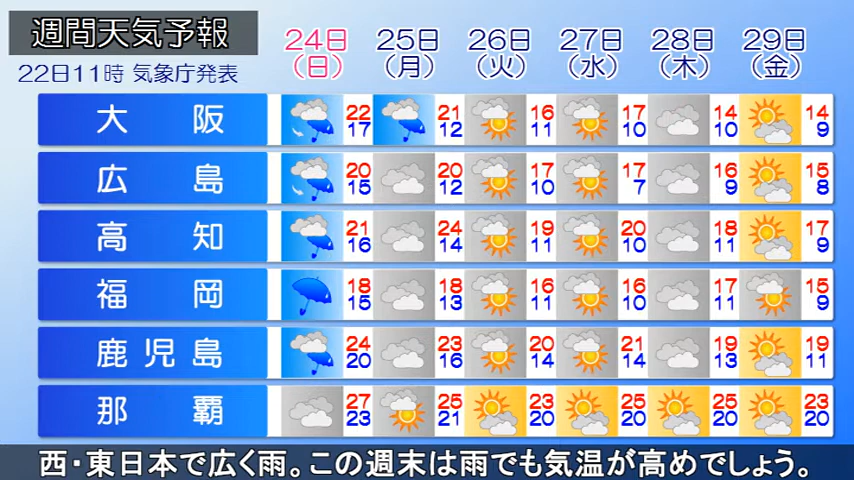 週間天気予報
22日11時 気象庁発表
24日 25日 26日 27日 28日 29日
（日） （月） （火） （水） （木） （金）
大阪 22 17 21 12 16 11 17 10 14 10 14 9
広島 20 15 20 12 17 10 17 7 16 9 15 8
高知 21 16 24 14 19 11 20 10 18 11 17 9
福岡 18 15 18 13 16 11 16 10 17 11 15 9
鹿児島 24 20 23 16 20 14 21 14 19 13 19 11
那覇 27 23 25 21 23 20 25 20 25 20 23 20
西・東日本で広く雨。この週末は雨でも気温が高めでしょう。